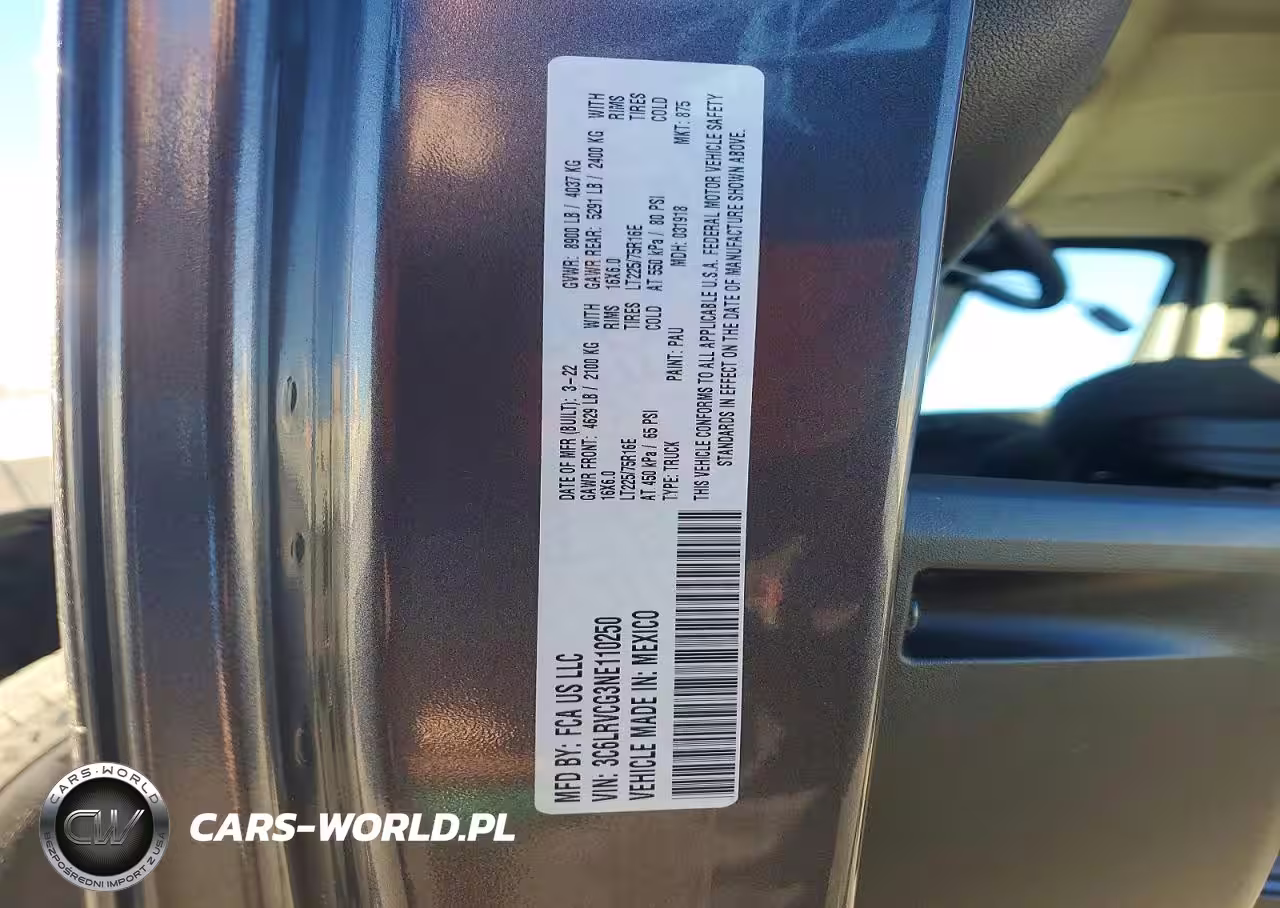 MFD BY: FCA US LLC
VIN: 3C6LRVCG3NE110250
VEHICLE MADE IN: MEXICO
DATE OF MFR (BUILT): 3-22 GVWR: 8900 LB / 4037 KG
GAWR FRONT: 4629 LB / 2100 KG WITH GAWR REAR: 5291 LB / 2400 KG WITH
16X6.0 RIMS 16X6.0 RIMS
LT225/75R16E TIRES LT225/75R16E TIRES
AT 450 kPa / 65 PSI COLD AT 550 kPa / 80 PSI COLD
TYPE: TRUCK PAINT: PAU MDH: 031918 MKT: 875
THIS VEHICLE CONFORMS TO ALL APPLICABLE U.S.A. FEDERAL MOTOR VEHICLE SAFETY
STANDARDS IN EFFECT ON THE DATE OF MANUFACTURE SHOWN ABOVE.
CARS-WORLD
CW
BEZPOŚREDNI IMPORT Z USA
CARS-WORLD.PL